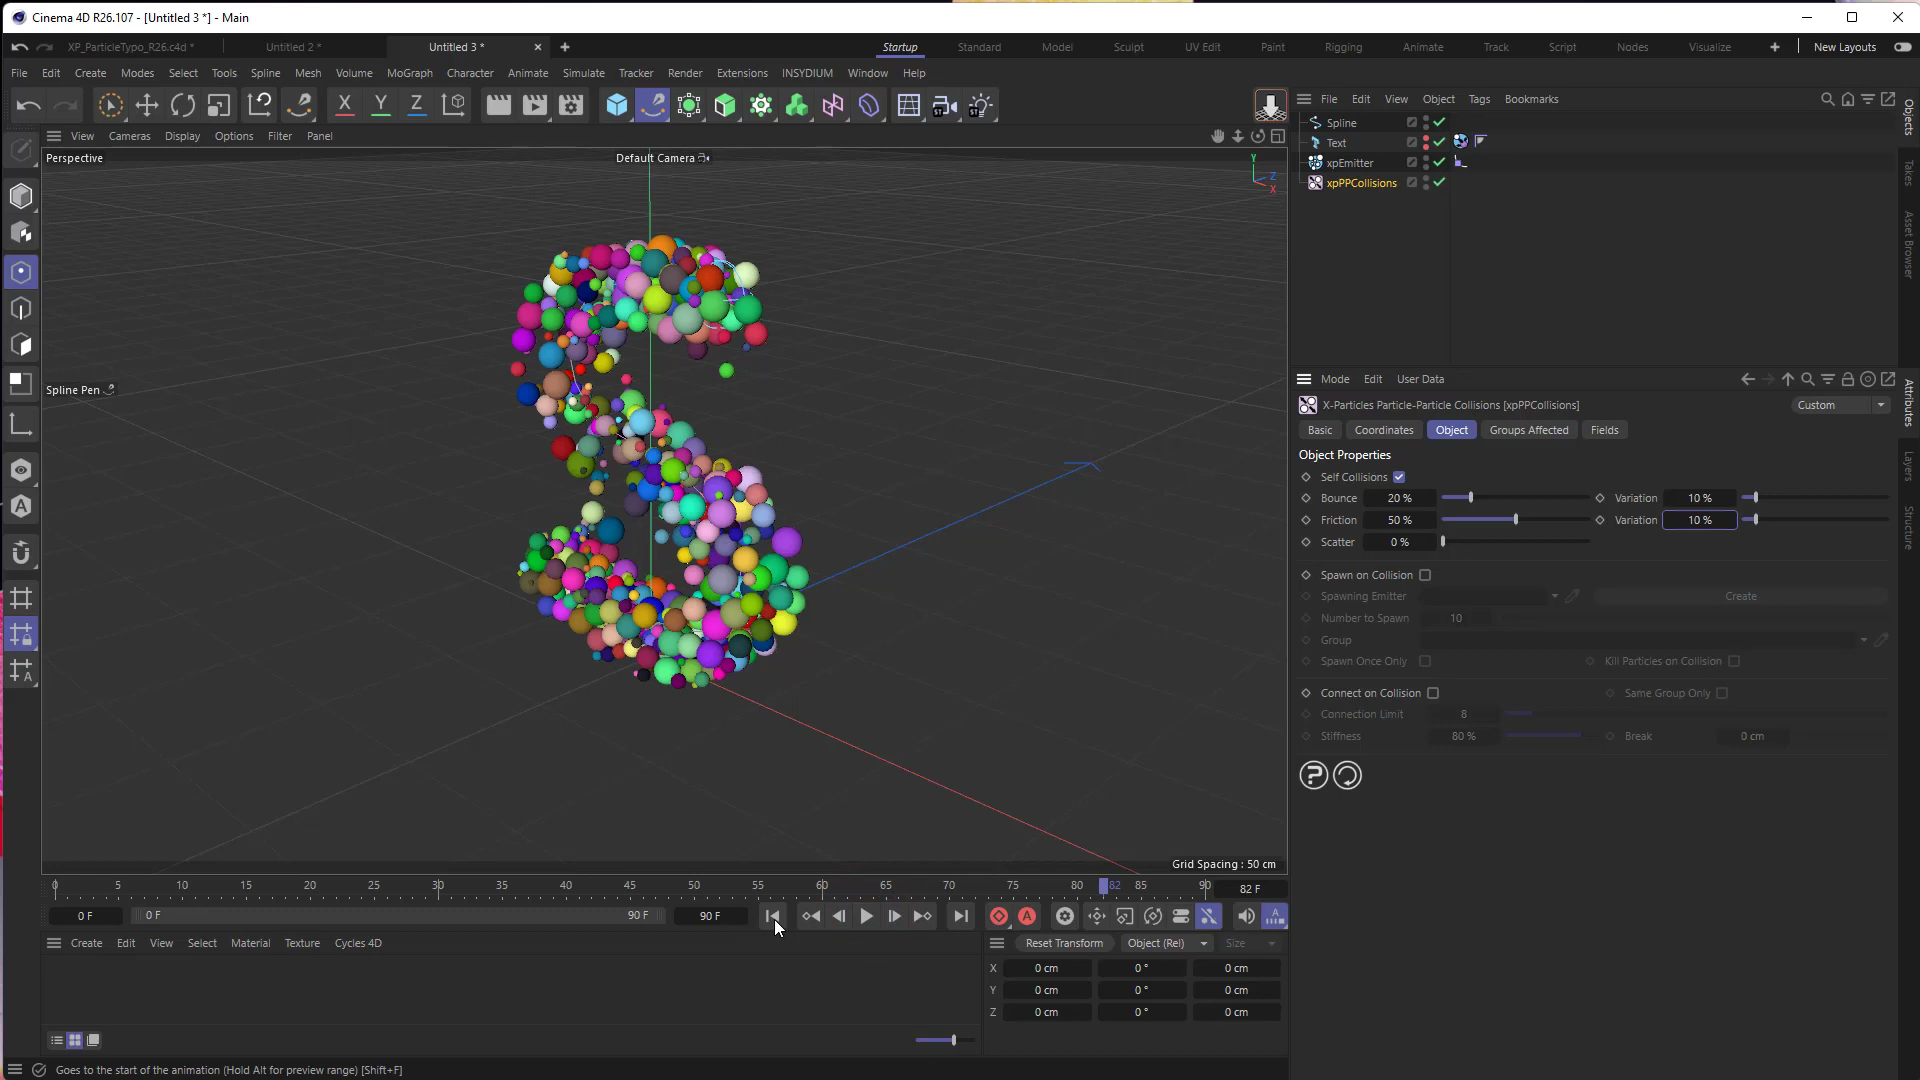 Cinema 4D R26.107 - [Untitled 3 *] - Main
XP_ParticleTypo_R26.c4d * Untitled 2 * Untitled 3 * Startup Standard Model Sculpt UV Edit Paint Rigging Animate Track Script Nodes Visualize New Layouts
File Edit Create Modes Select Tools Spline Mesh Volume MoGraph Character Animate Simulate Tracker Render Extensions INSYDIUM Window Help
X Y Z ST ST
File Edit View Object Tags Bookmarks
View Cameras Display Options Filter Panel
Perspective
Default Camera
Y
Z
X
Spline
Text
xpEmitter
xpPPCollisions
Objects
Takes
Asset Browser
Spline Pen
Mode Edit User Data
X-Particles Particle-Particle Collisions [xpPPCollisions] Custom
Basic Coordinates Object Groups Affected Fields
Object Properties
Self Collisions
Bounce 20 % Variation 10 %
Friction 50 % Variation 10 %
Scatter 0 %
Spawn on Collision
Spawning Emitter Create
Number to Spawn 10
Group
Spawn Once Only Kill Particles on Collision
Connect on Collision Same Group Only
Connection Limit 8
Stiffness 80 % Break 0 cm
Attributes
Layers
Structure
Grid Spacing : 50 cm
0 5 10 15 20 25 30 35 40 45 50 55 60 65 70 75 80 82 85 90 82 F
0 F 0 F 90 F 90 F
Create Edit View Select Material Texture Cycles 4D
Reset Transform Object (Rel) Size
X 0 cm 0 ° 0 cm
Y 0 cm 0 ° 0 cm
Z 0 cm 0 ° 0 cm
Goes to the start of the animation (Hold Alt for preview range) [Shift+F]